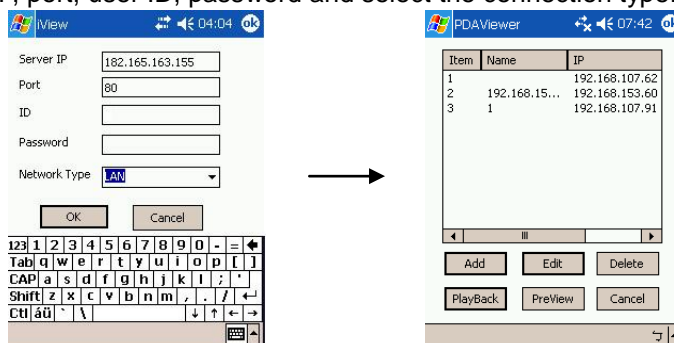 , port, user ID, password and select the connection type.
iView 04:04 ok
Server IP 182.165.163.155
Port 80
ID
Password
Network Type LAN
OK Cancel
123 1 2 3 4 5 6 7 8 9 0 - =
Tab q w e r t y u i o p [ ]
CAP a s d f g h j k l ; '
Shift z x c v b n m , . /
Ctl áü ` \
PDAViewer 07:42 ok
Item Name IP
1 192.168.107.62
2 192.168.15... 192.168.153.60
3 1 192.168.107.91
Add Edit Delete
PlayBack PreView Cancel